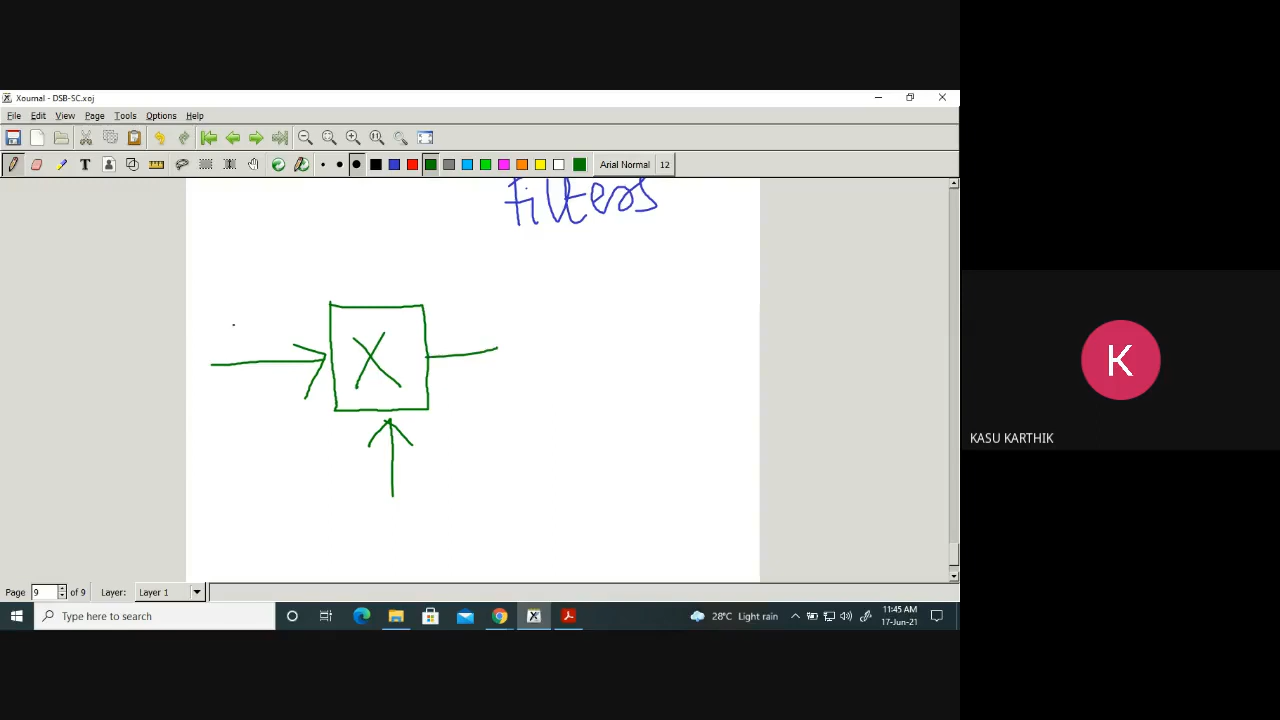 Xournal - DSB-SC.xoj
File Edit View Page Tools Options Help
T Arial Normal 12
Filters
X
K
KASU KARTHIK
Page 9 of 9 Layer: Layer 1
Type here to search
28°C Light rain
11:45 AM
17-Jun-21